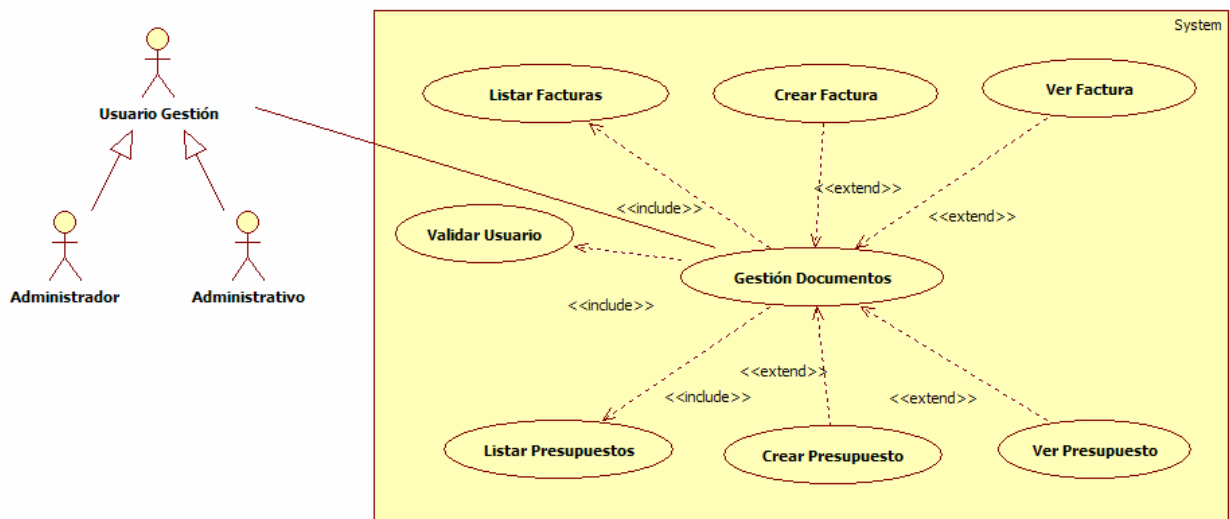 System
Listar Facturas
Crear Factura
Ver Factura
Usuario Gestión
<<extend>>
<<include>>
<<extend>>
Validar Usuario
Gestión Documentos
Administrador
Administrativo
<<include>>
<<extend>>
<<include>>
<<extend>>
Listar Presupuestos
Crear Presupuesto
Ver Presupuesto